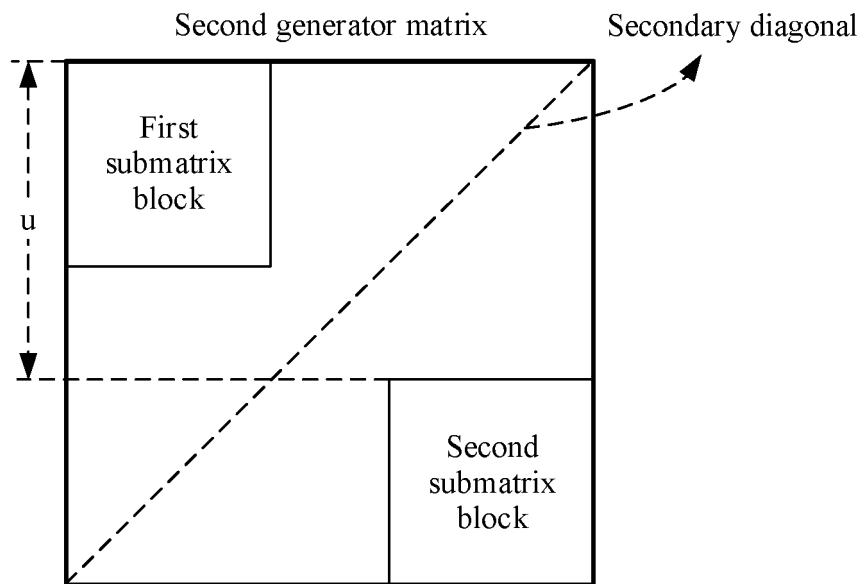 Second generator matrix
Secondary diagonal
First
submatrix
block
u
Second
submatrix
block